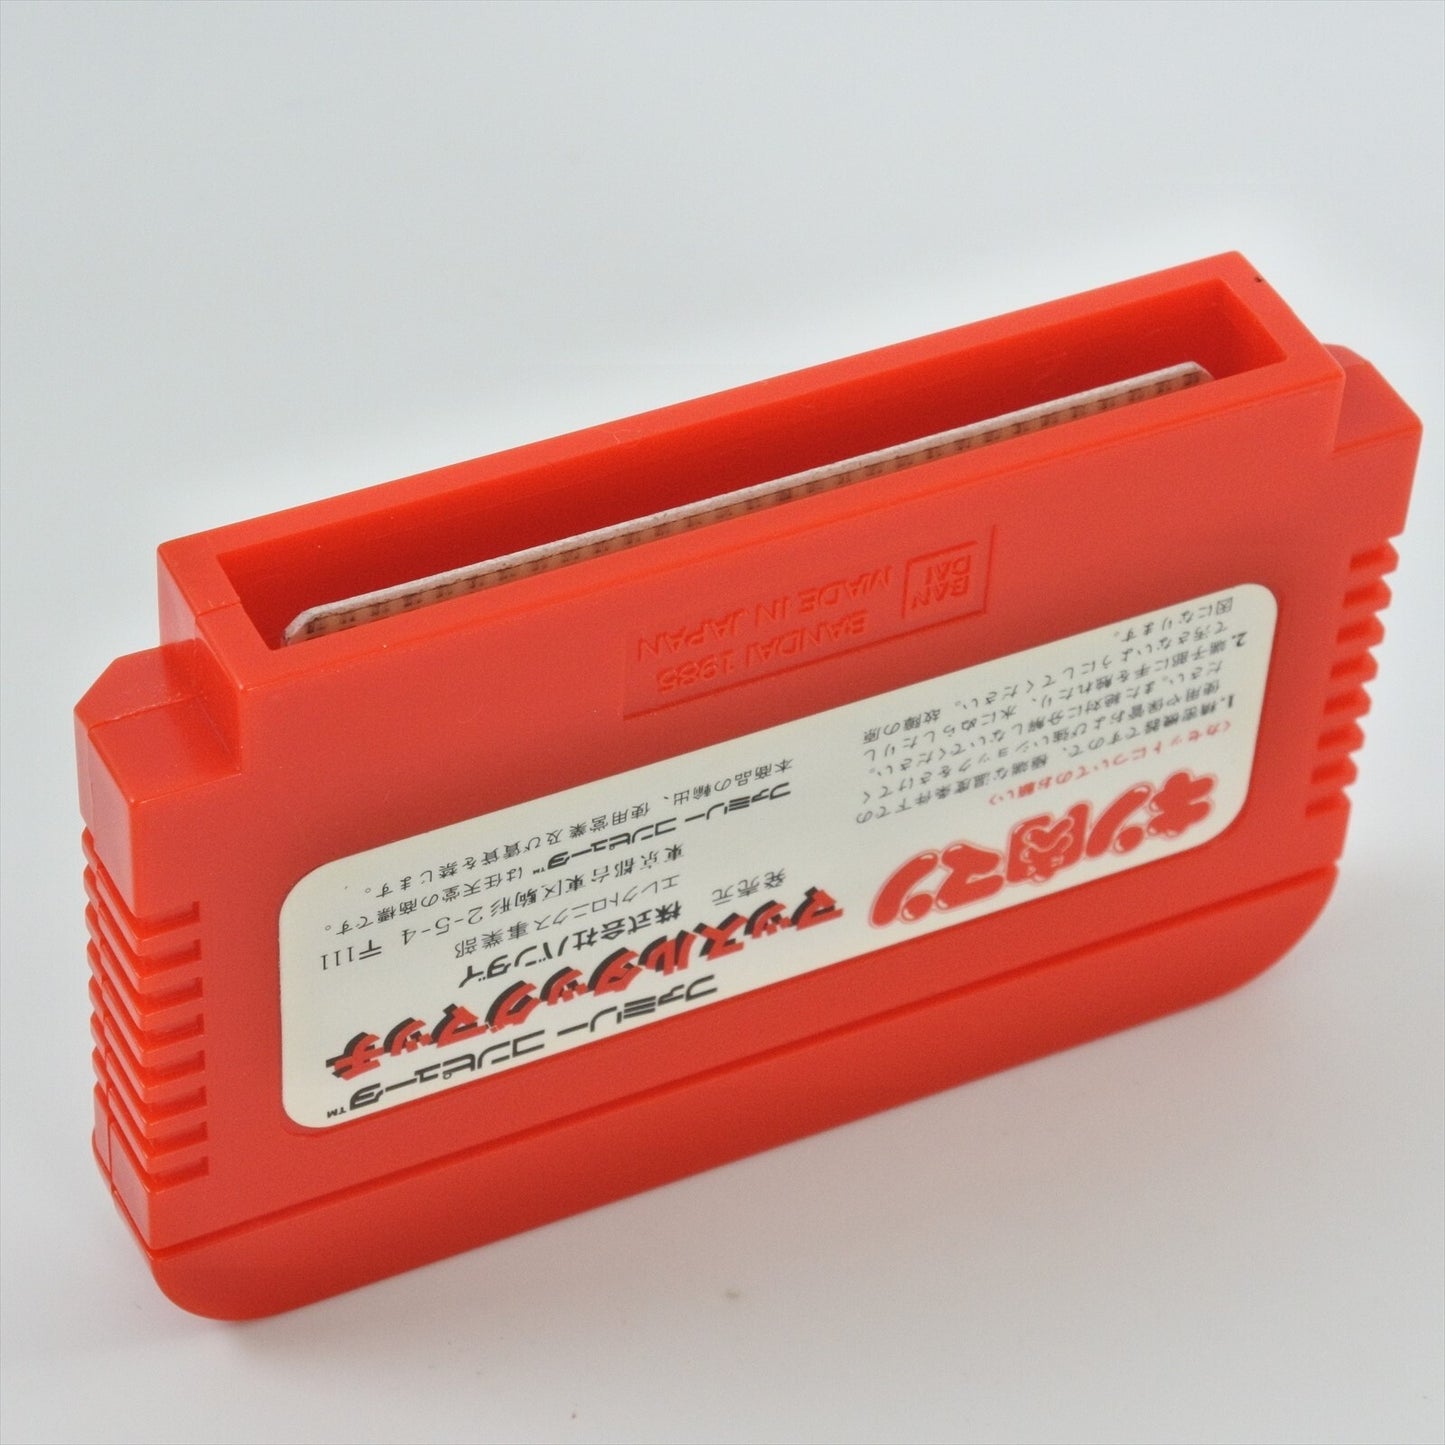 ファミリー コンピュータ™
キン肉マン
マッスルタッグマッチ
発売元
株式会社バンダイ
エレクトロニクス事業部
東京都台東区駒形2-5-4 〒111
ファミリー コンピュータ™は任天堂の商標です。
本商品の輸出、使用営業及び賃貸を禁じます。
〈カセットについてのお願い〉
1. 精密機器ですので、極端な温度条件下での
使用や保管および強いショックをさけてく
ださい。また絶対に分解しないでください。
2. 端子部に手を触れたり、水にぬらしたりし
て汚さないようにしてください。故障の原
因になります。
BAN
DAI
BANDAI 1985
MADE IN JAPAN